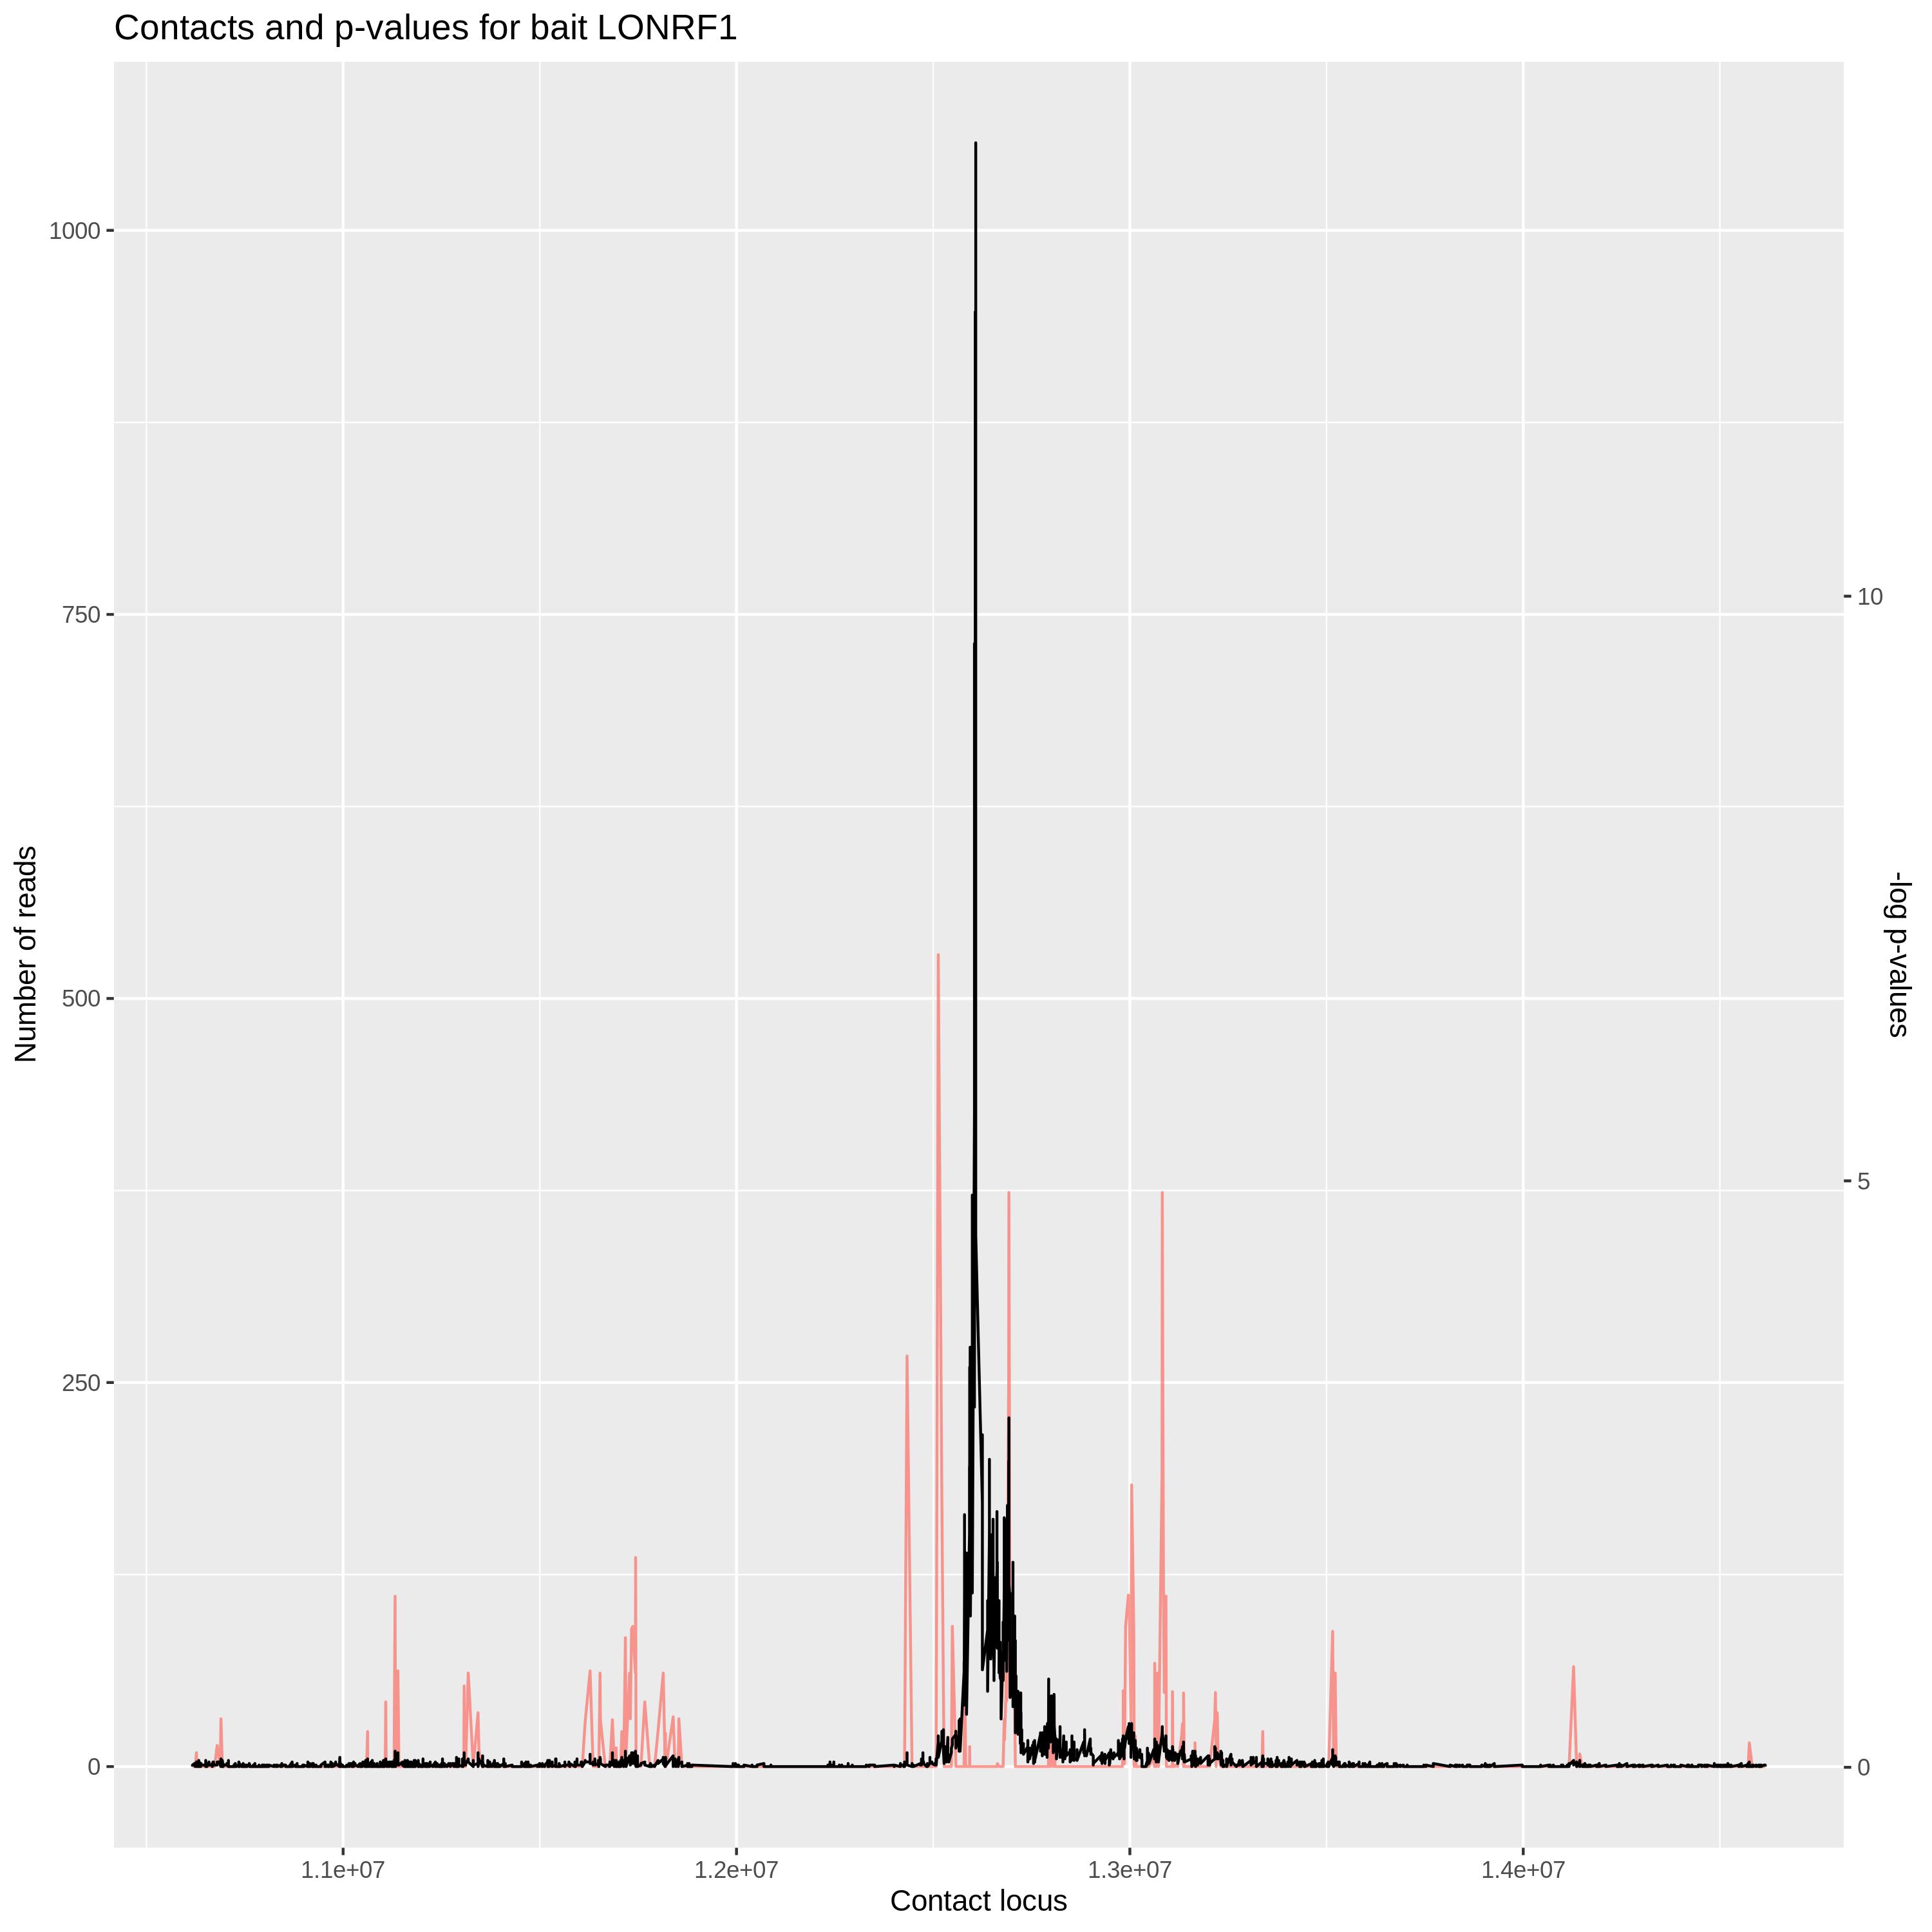 Contacts and p-values for bait LONRF1
Number of reads
1000
750
500
250
0
10
5
0
-log p-values
1.1e+07
1.2e+07
1.3e+07
1.4e+07
Contact locus